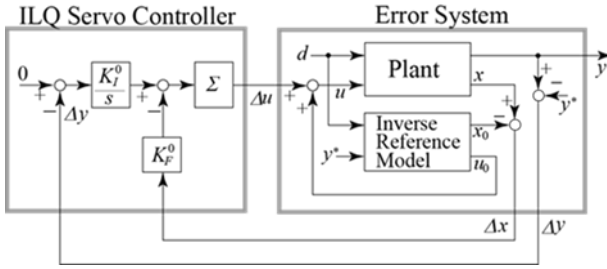 ILQ Servo Controller
Error System
0
+
−
Δy
K_I^0
s
+
−
Σ
K_F^0
Δu
+
+
d
u
Plant
x
y
+
−
y*
+
−
y*
Inverse
Reference
Model
x_0
u_0
Δx
Δy